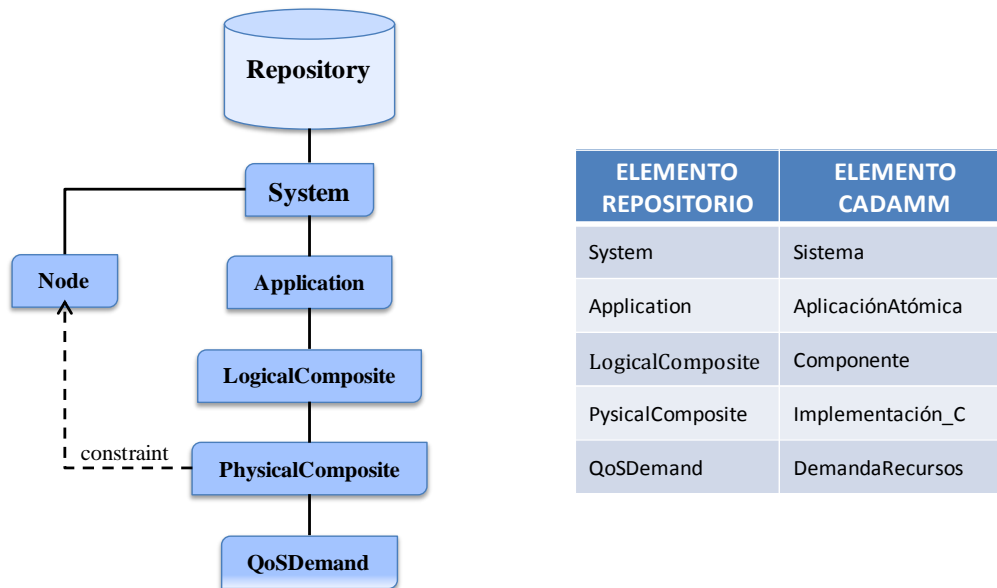 Repository
System
Node
Application
LogicalComposite
constraint
PhysicalComposite
QoSDemand
ELEMENTO REPOSITORIO
ELEMENTO CADAMM
System
Sistema
Application
AplicaciónAtómica
LogicalComposite
Componente
PysicalComposite
Implementación_C
QoSDemand
DemandaRecursos